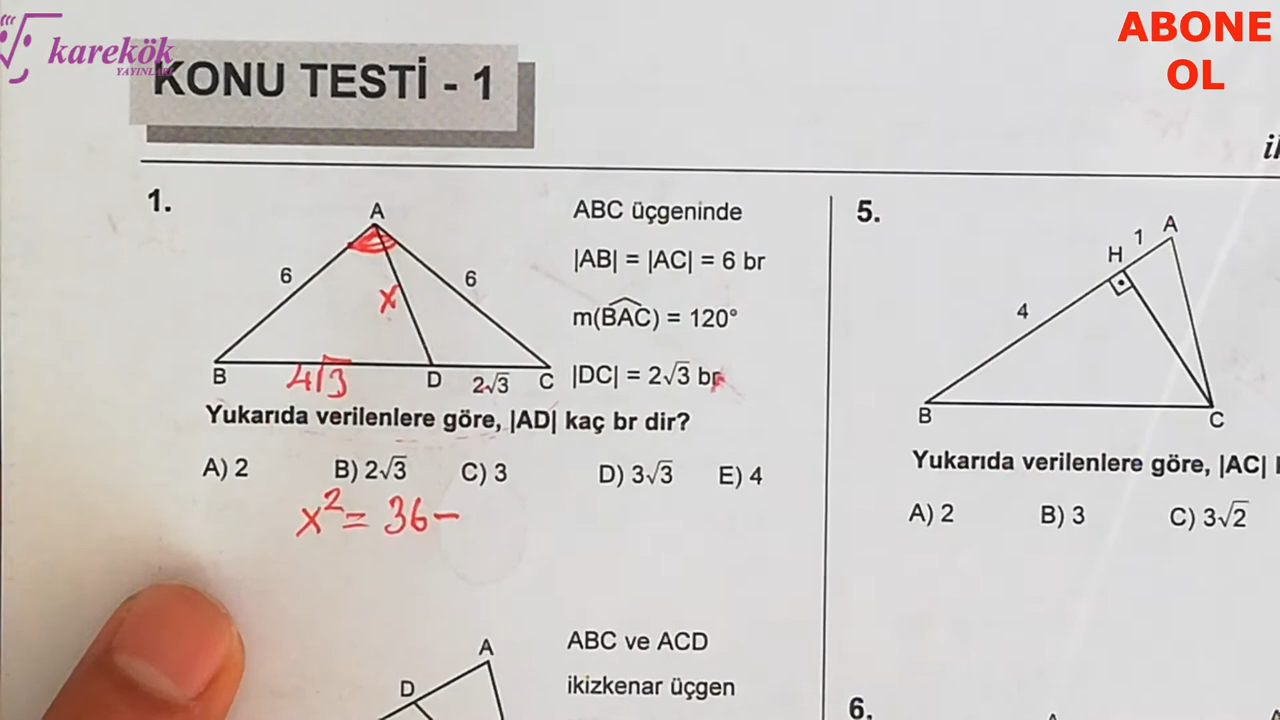 karekök
YAYINLARI
ABONE
OL
KONU TESTİ - 1
1.
A
6
6
x
B
4√3
D
2√3
C
ABC üçgeninde
|AB| = |AC| = 6 br
m(BAC) = 120°
|DC| = 2√3 br
Yukarıda verilenlere göre, |AD| kaç br dir?
A) 2 B) 2√3 C) 3 D) 3√3 E) 4
x² = 36 –
A
D
ABC ve ACD
ikizkenar üçgen
5.
A
1
H
4
B
C
Yukarıda verilenlere göre, |AC|
A) 2 B) 3 C) 3√2
6.